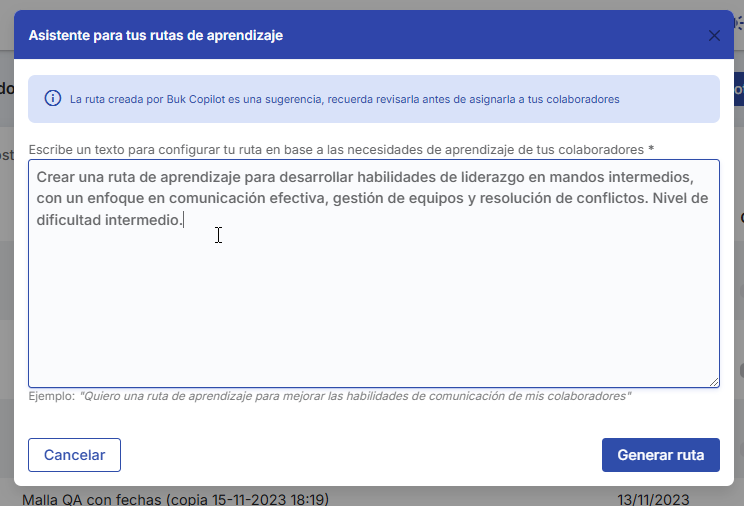 Asistente para tus rutas de aprendizaje
La ruta creada por Buk Copilot es una sugerencia, recuerda revisarla antes de asignarla a tus colaboradores
Escribe un texto para configurar tu ruta en base a las necesidades de aprendizaje de tus colaboradores *
Crear una ruta de aprendizaje para desarrollar habilidades de liderazgo en mandos intermedios,
con un enfoque en comunicación efectiva, gestión de equipos y resolución de conflictos. Nivel de
dificultad intermedio.
Ejemplo: "Quiero una ruta de aprendizaje para mejorar las habilidades de comunicación de mis colaboradores"
Cancelar
Generar ruta
Malla QA con fechas (copia 15-11-2023 18:19)
13/11/2023